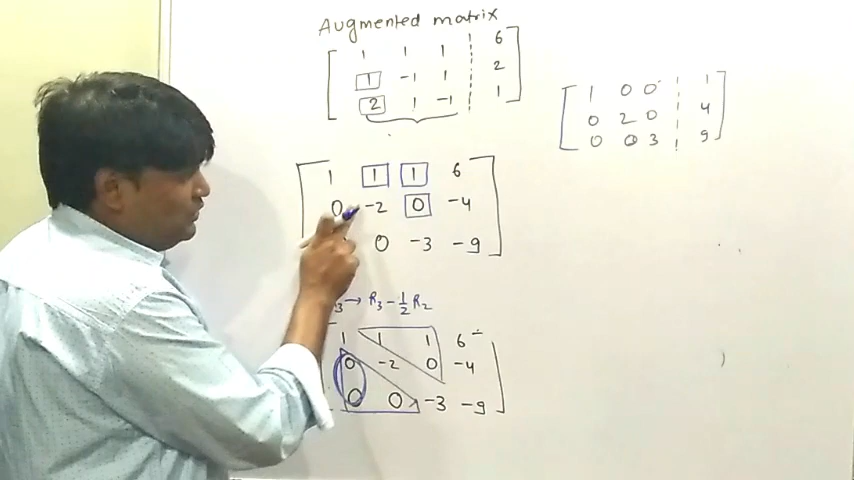 Augmented matrix
1 1 1 6
1 -1 1 2
2 1 -1 1
1 0 0 1
0 2 0 4
0 0 3 9
1 1 1 6
0 -2 0 -4
0 -3 -9
3 → R3 - 1/2 R2
1 1 1 6
0 -2 0 -4
0 0 -3 -9